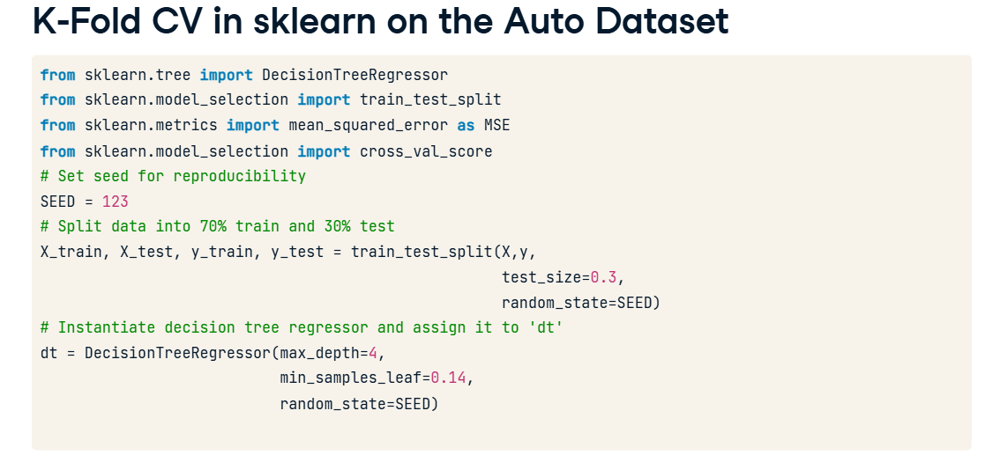 K-Fold CV in sklearn on the Auto Dataset
from sklearn.tree import DecisionTreeRegressor
from sklearn.model_selection import train_test_split
from sklearn.metrics import mean_squared_error as MSE
from sklearn.model_selection import cross_val_score
# Set seed for reproducibility
SEED = 123
# Split data into 70% train and 30% test
X_train, X_test, y_train, y_test = train_test_split(X,y,
                                                    test_size=0.3,
                                                    random_state=SEED)
# Instantiate decision tree regressor and assign it to 'dt'
dt = DecisionTreeRegressor(max_depth=4,
                           min_samples_leaf=0.14,
                           random_state=SEED)